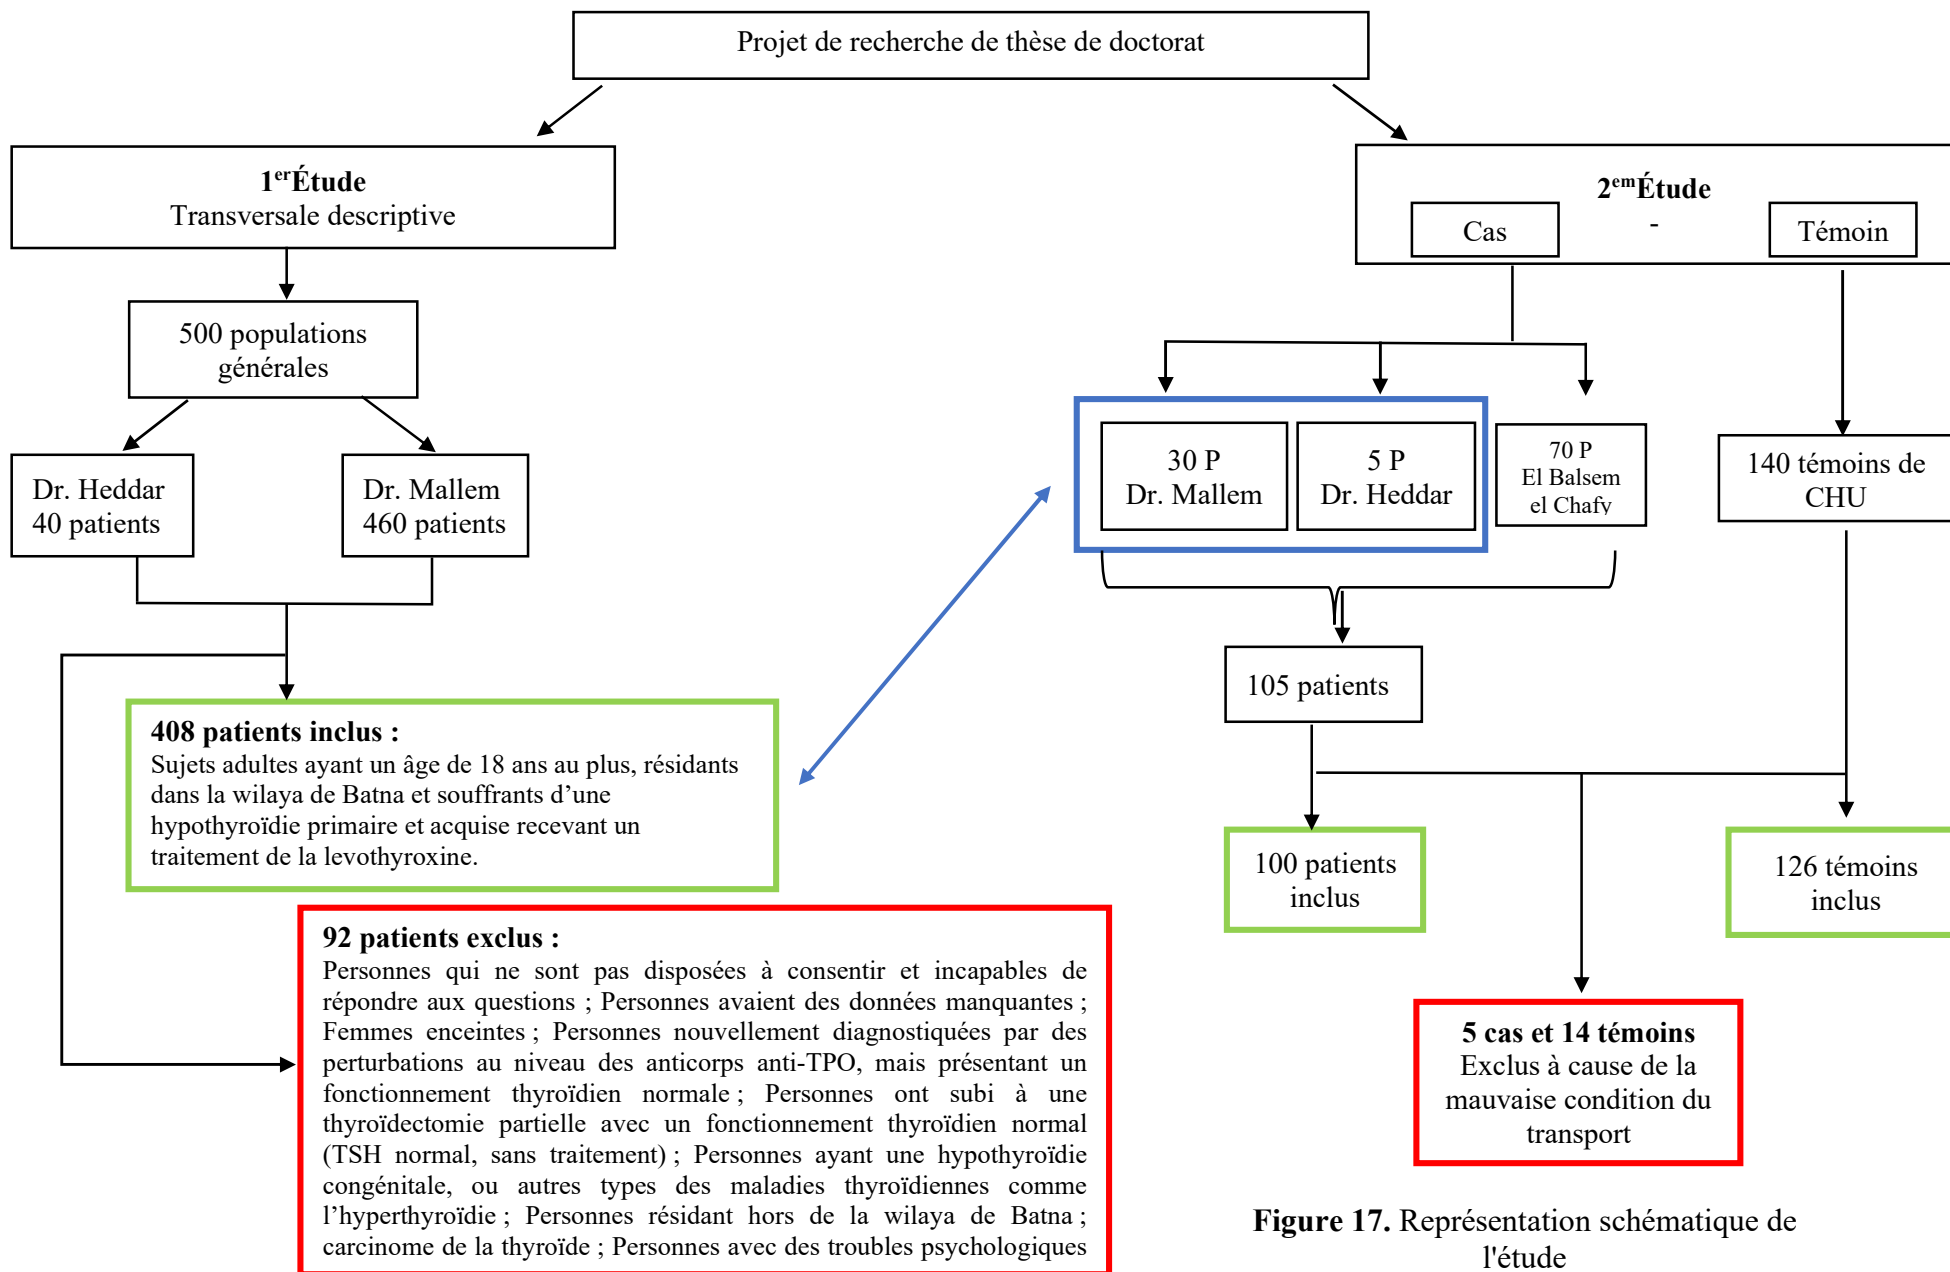 Projet de recherche de thèse de doctorat
1erÉtude
Transversale descriptive
500 populations
générales
Dr. Heddar
40 patients
Dr. Mallem
460 patients
408 patients inclus :
Sujets adultes ayant un âge de 18 ans au plus, résidants
dans la wilaya de Batna et souffrants d’une
hypothyroïdie primaire et acquise recevant un
traitement de la levothyroxine.
92 patients exclus :
Personnes qui ne sont pas disposées à consentir et incapables de
répondre aux questions ; Personnes avaient des données manquantes ;
Femmes enceintes ; Personnes nouvellement diagnostiquées par des
perturbations au niveau des anticorps anti-TPO, mais présentant un
fonctionnement thyroïdien normale ; Personnes ont subi à une
thyroïdectomie partielle avec un fonctionnement thyroïdien normal
(TSH normal, sans traitement) ; Personnes ayant une hypothyroïdie
congénitale, ou autres types des maladies thyroïdiennes comme
l’hyperthyroïdie ; Personnes résidant hors de la wilaya de Batna ;
carcinome de la thyroïde ; Personnes avec des troubles psychologiques
2emÉtude
Cas - Témoin
30 P
Dr. Mallem
5 P
Dr. Heddar
70 P
El Balsem
el Chafy
140 témoins de
CHU
105 patients
100 patients
inclus
126 témoins
inclus
5 cas et 14 témoins
Exclus à cause de la
mauvaise condition du
transport
Figure 17. Représentation schématique de
l'étude